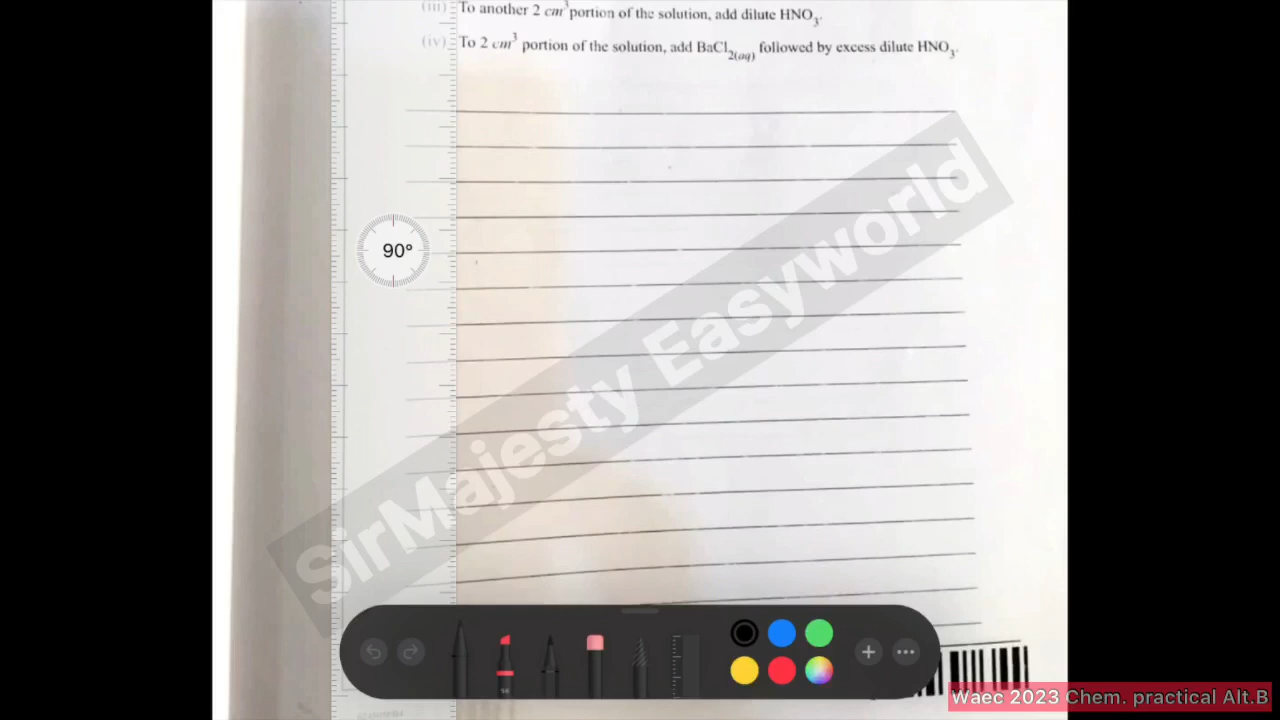 (iii) To another 2 cm³ portion of the solution, add dilute HNO₃.
(iv) To 2 cm³ portion of the solution, add BaCl₂₍aq₎ followed by excess dilute HNO₃.
90°
SirMajesty Easyworld
Waec 2023 Chem. practical Alt.B